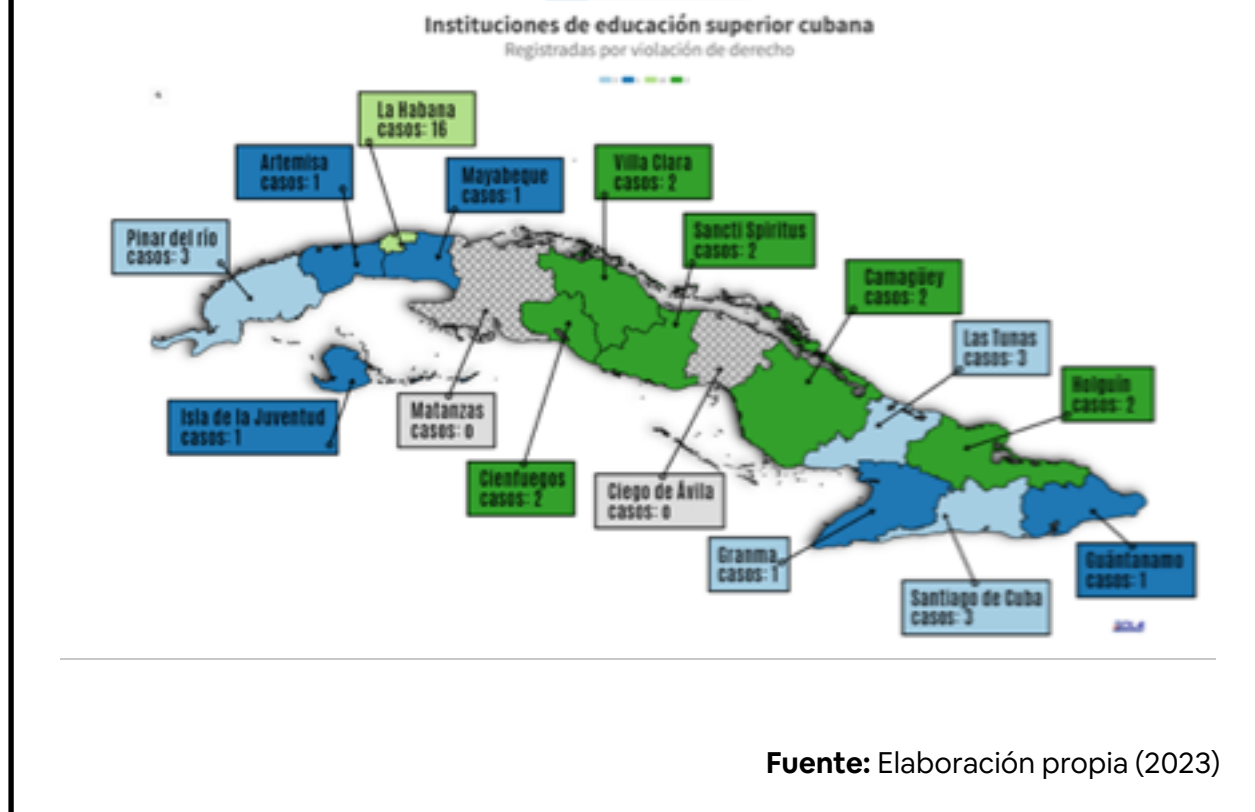 Instituciones de educación superior cubana
Registradas por violación de derecho
La Habana
casos: 16
Artemisa
casos: 1
Mayabeque
casos: 1
Villa Clara
casos: 2
Sancti Spíritus
casos: 2
Pinar del río
casos: 3
Camagüey
casos: 2
Las Tunas
casos: 3
Holguín
casos: 2
Isla de la Juventud
casos: 1
Matanzas
casos: 0
Cienfuegos
casos: 2
Ciego de Ávila
casos: 0
Granma
casos: 1
Santiago de Cuba
casos: 3
Guántanamo
casos: 1
Fuente: Elaboración propia (2023)